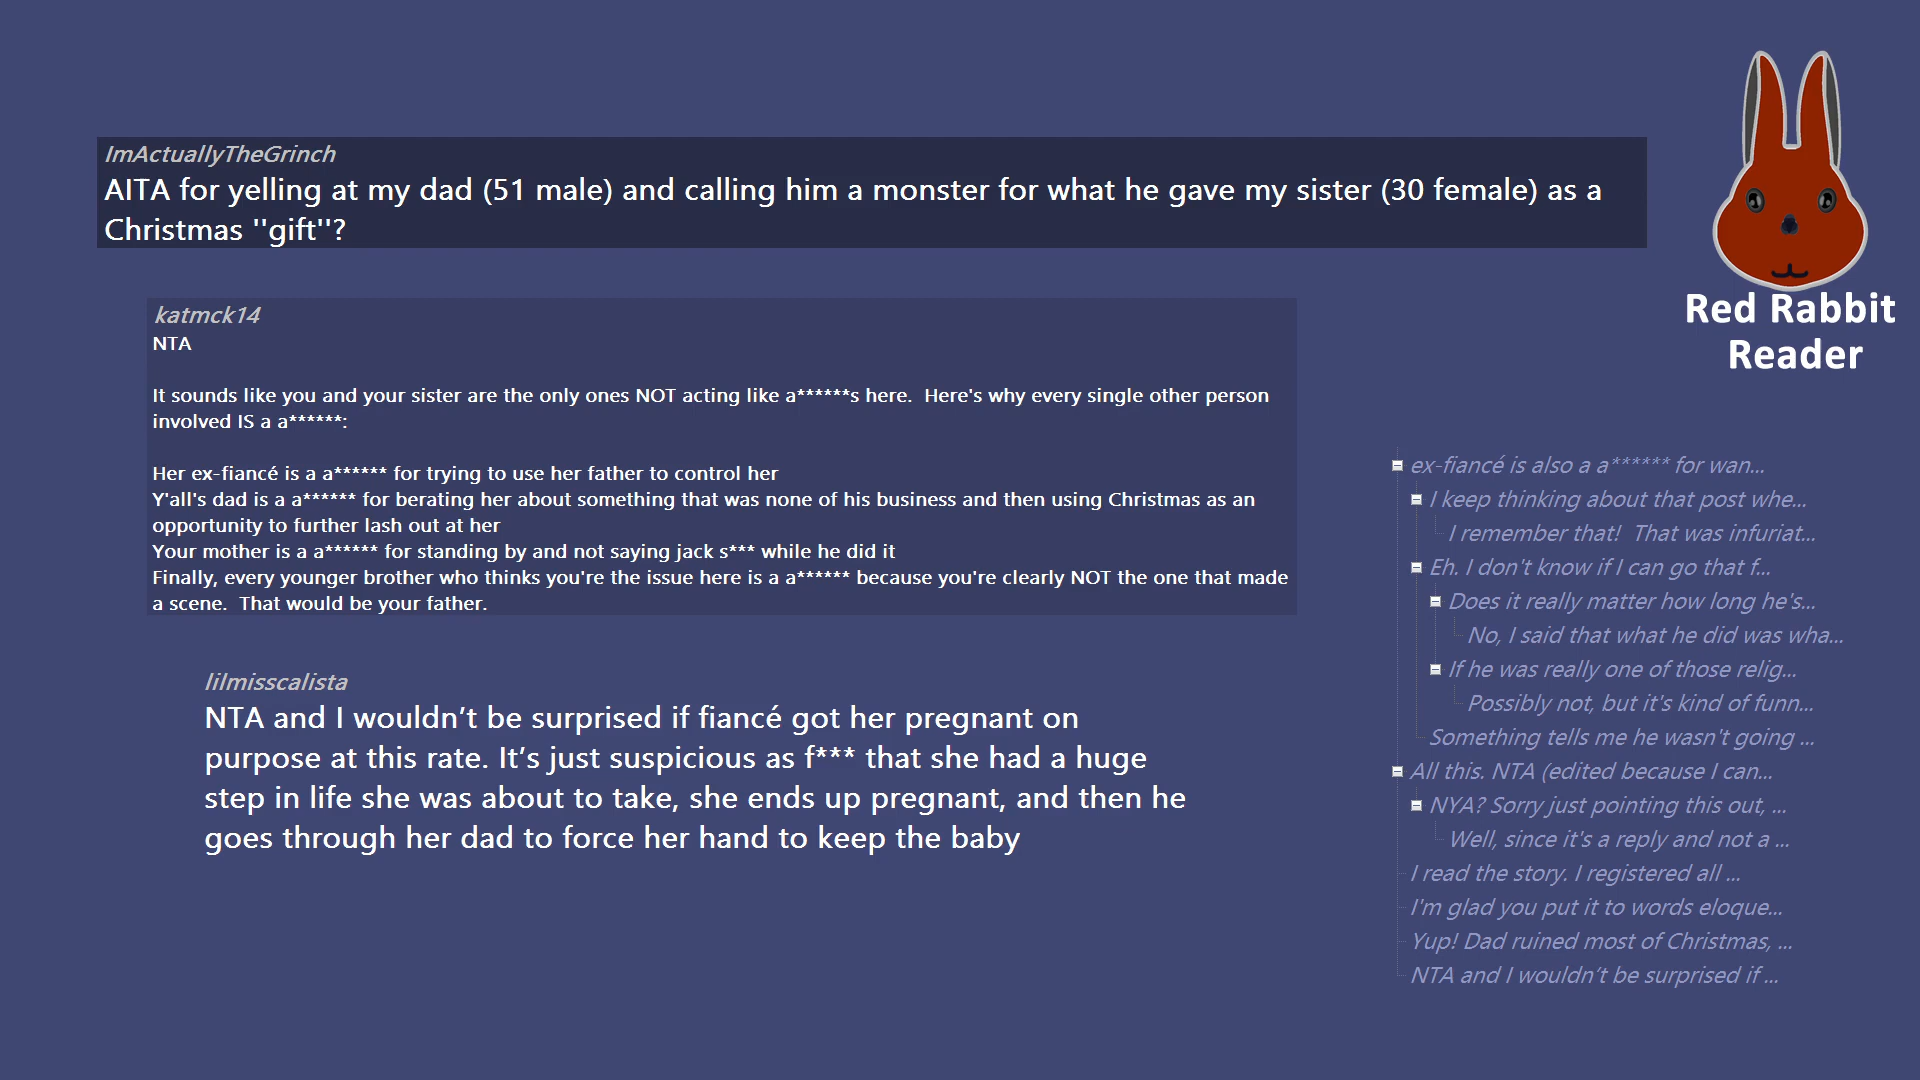 ImActuallyTheGrinch
AITA for yelling at my dad (51 male) and calling him a monster for what he gave my sister (30 female) as a
Christmas ''gift''?
Red Rabbit
Reader
katmck14
NTA
It sounds like you and your sister are the only ones NOT acting like a******s here.  Here's why every single other person
involved IS a a******:
Her ex-fiancé is a a****** for trying to use her father to control her
Y'all's dad is a a****** for berating her about something that was none of his business and then using Christmas as an
opportunity to further lash out at her
Your mother is a a****** for standing by and not saying jack s*** while he did it
Finally, every younger brother who thinks you're the issue here is a a****** because you're clearly NOT the one that made
a scene.  That would be your father.
lilmisscalista
NTA and I wouldn’t be surprised if fiancé got her pregnant on
purpose at this rate. It’s just suspicious as f*** that she had a huge
step in life she was about to take, she ends up pregnant, and then he
goes through her dad to force her hand to keep the baby
ex-fiancé is also a a****** for wan...
I keep thinking about that post whe...
I remember that!  That was infuriat...
Eh. I don't know if I can go that f...
Does it really matter how long he's...
No, I said that what he did was wha...
If he was really one of those relig...
Possibly not, but it's kind of funn...
Something tells me he wasn't going ...
All this. NTA (edited because I can...
NYA? Sorry just pointing this out, ...
Well, since it's a reply and not a ...
I read the story. I registered all ...
I'm glad you put it to words eloque...
Yup! Dad ruined most of Christmas, ...
NTA and I wouldn’t be surprised if ...